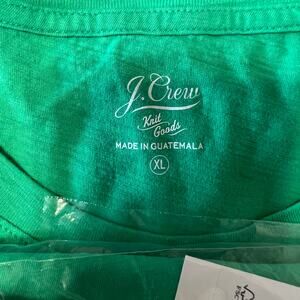 J.Crew
Knit
Goods
MADE IN GUATEMALA
XL